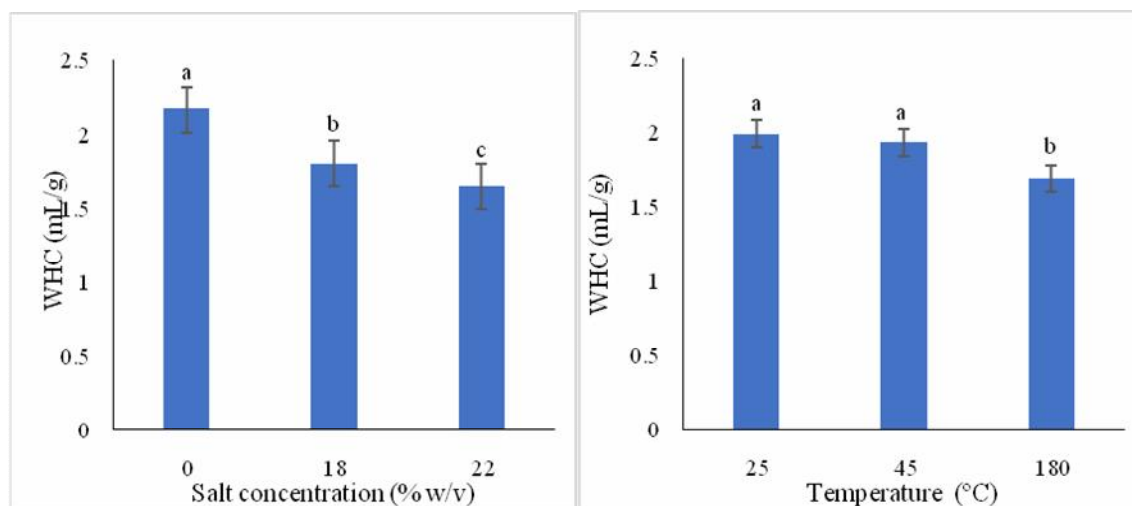 2.5
2
1.5
1
0.5
0
WHC (mL/g)
a
b
c
0 18 22
Salt concentration (% w/v)
2.5
2
1.5
1
0.5
0
WHC (mL/g)
a
a
b
25 45 180
Temperature (°C)